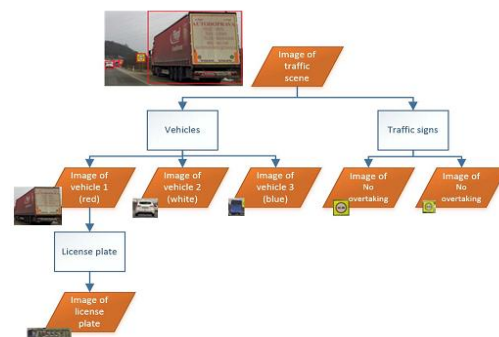 Image of
traffic
scene
Vehicles
Traffic signs
Image of
vehicle 1
(red)
Image of
vehicle 2
(white)
Image of
vehicle 3
(blue)
Image of
No
overtaking
Image of
No
overtaking
License plate
Image of
license
plate